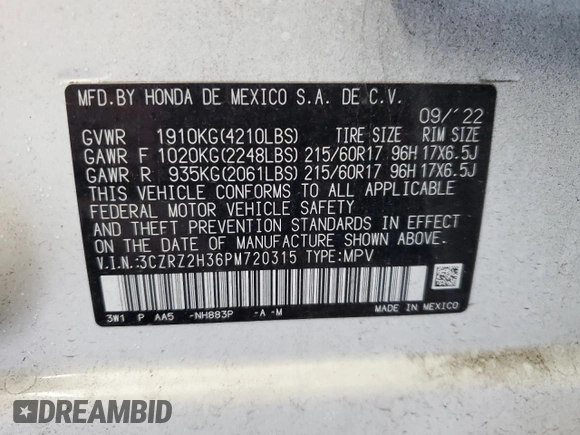 MFD.BY HONDA DE MEXICO S.A. DE C.V.
09/´22
GVWR 1910KG(4210LBS) TIRE SIZE RIM SIZE
GAWR F 1020KG(2248LBS) 215/60R17 96H 17X6.5J
GAWR R 935KG(2061LBS) 215/60R17 96H 17X6.5J
THIS VEHICLE CONFORMS TO ALL APPLICABLE
FEDERAL MOTOR VEHICLE SAFETY
AND THEFT PREVENTION STANDARDS IN EFFECT
ON THE DATE OF MANUFACTURE SHOWN ABOVE.
V.I.N.:3CZRZ2H36PM720315 TYPE:MPV
3W1 P AA5 -NH883P -A-M MADE IN MEXICO
DREAMBID